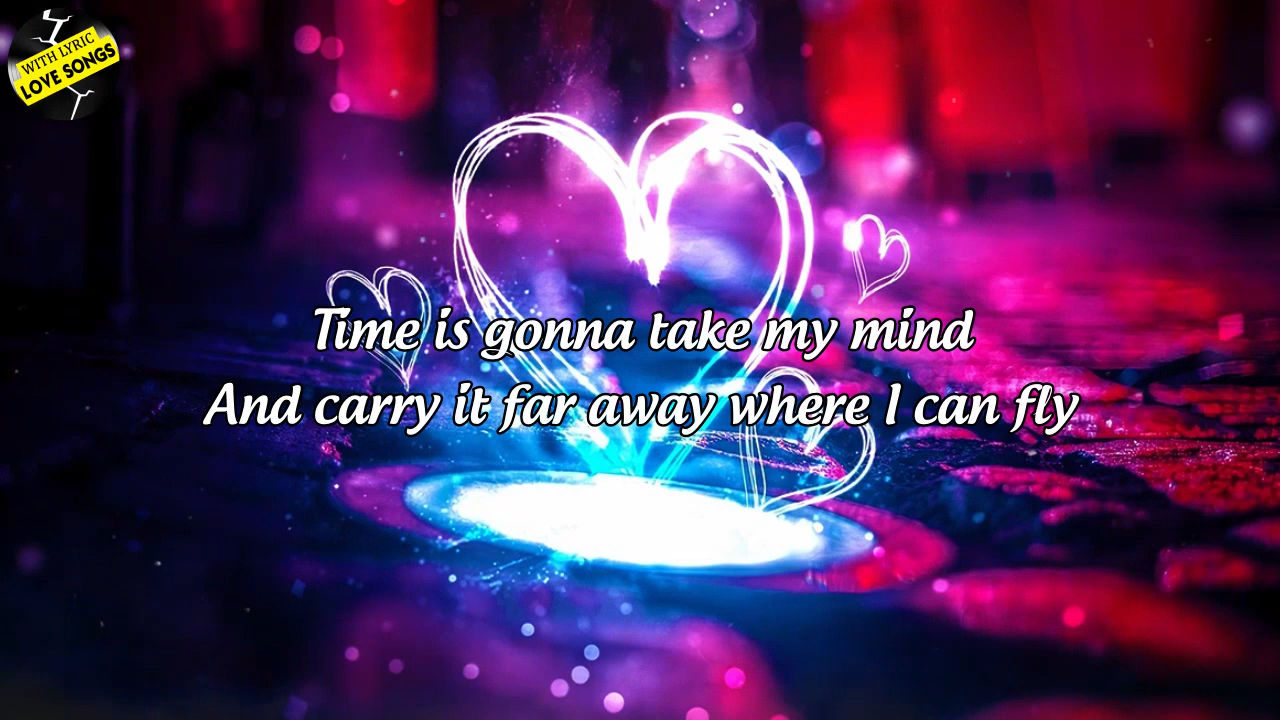 WITH LYRIC
LOVE SONGS
Time is gonna take my mind
And carry it far away where I can fly